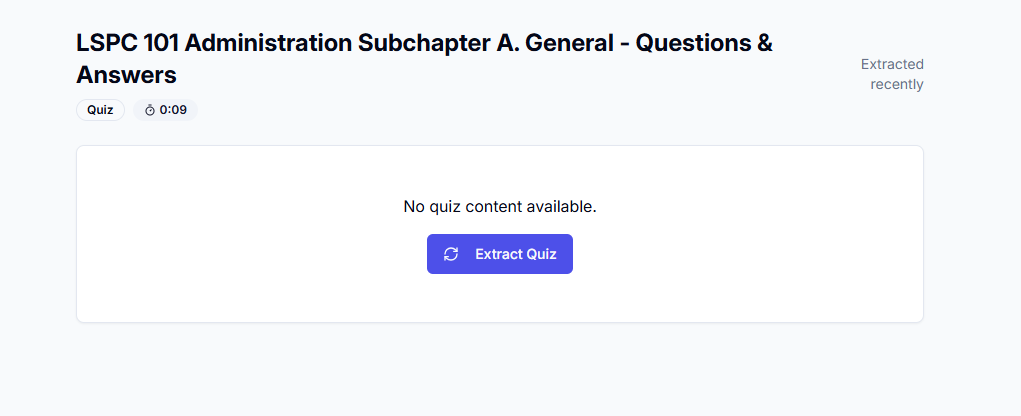 LSPC 101 Administration Subchapter A. General - Questions &
Answers
Extracted
recently
Quiz
0:09
No quiz content available.
Extract Quiz